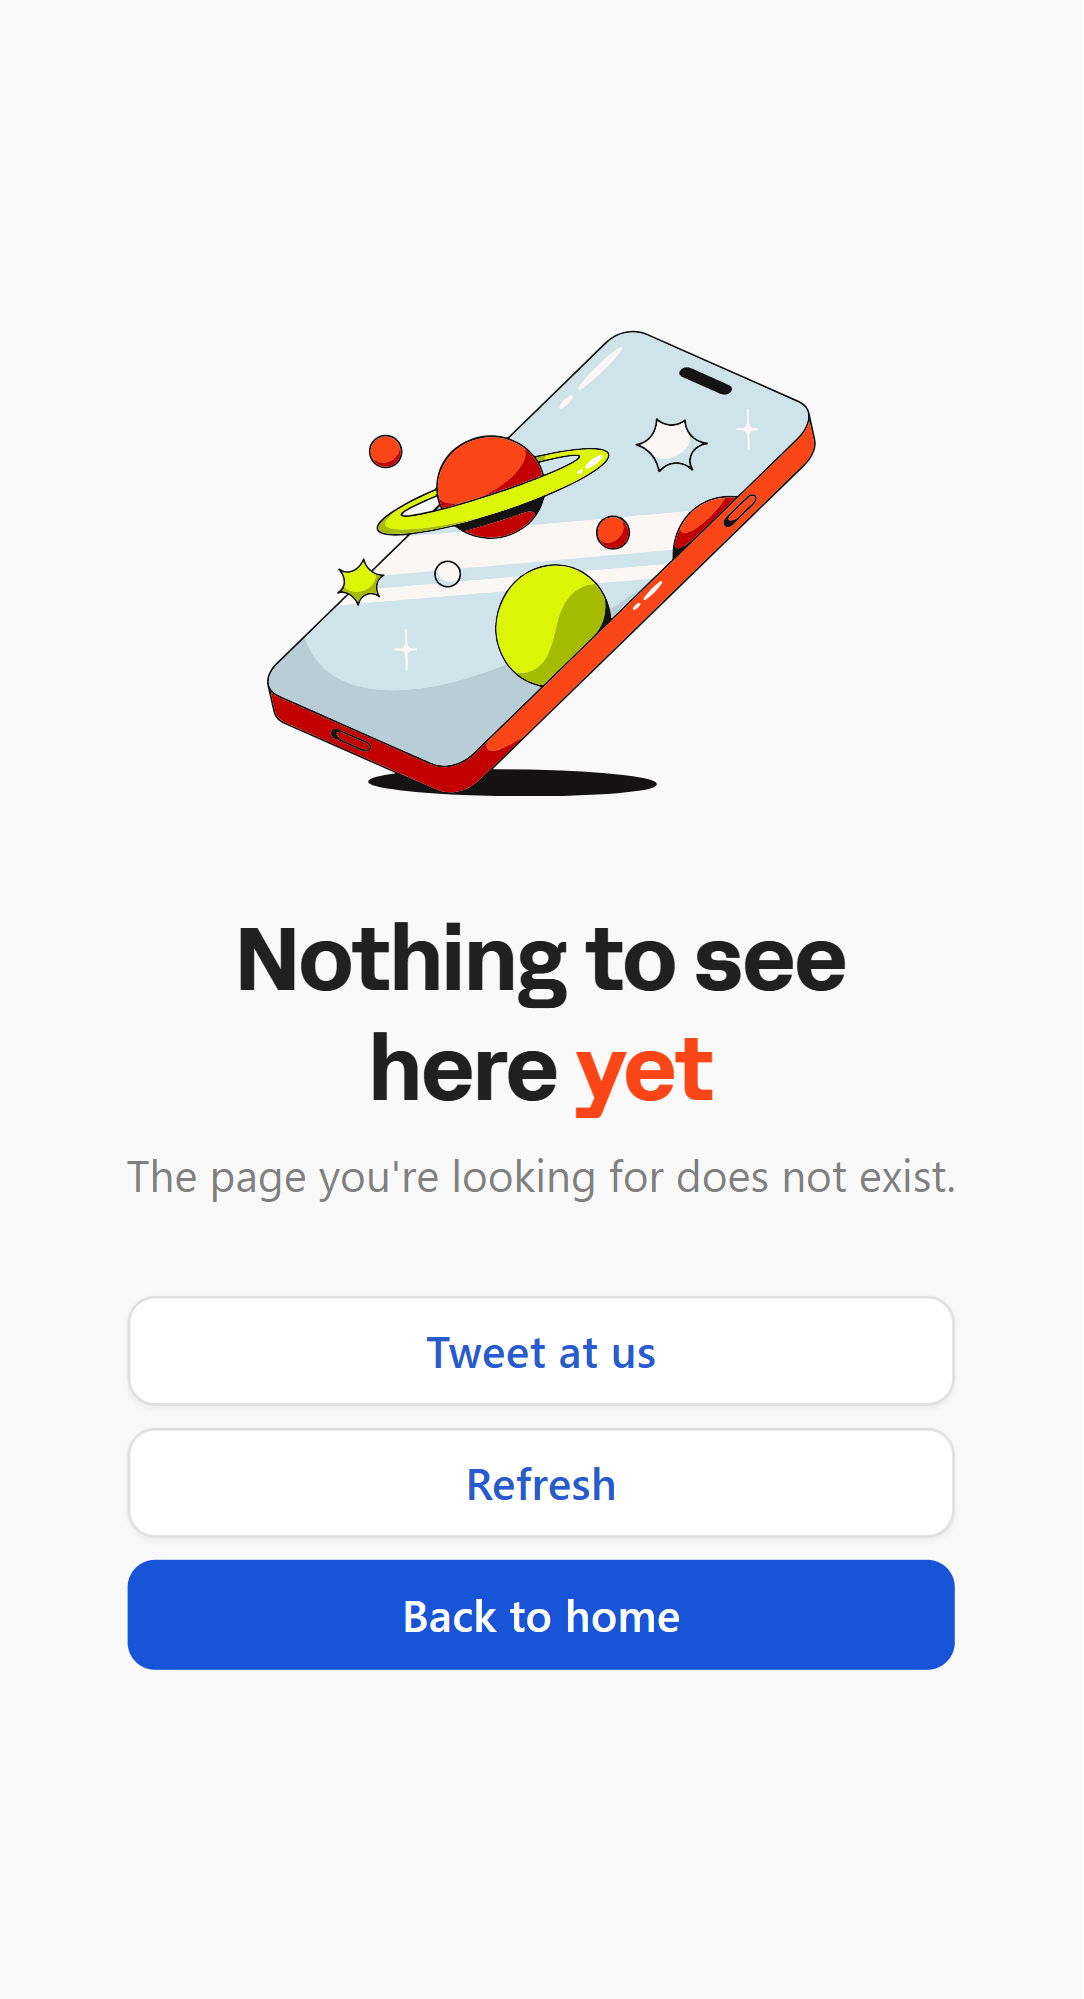 Nothing to see
here yet
The page you're looking for does not exist.
Tweet at us
Refresh
Back to home